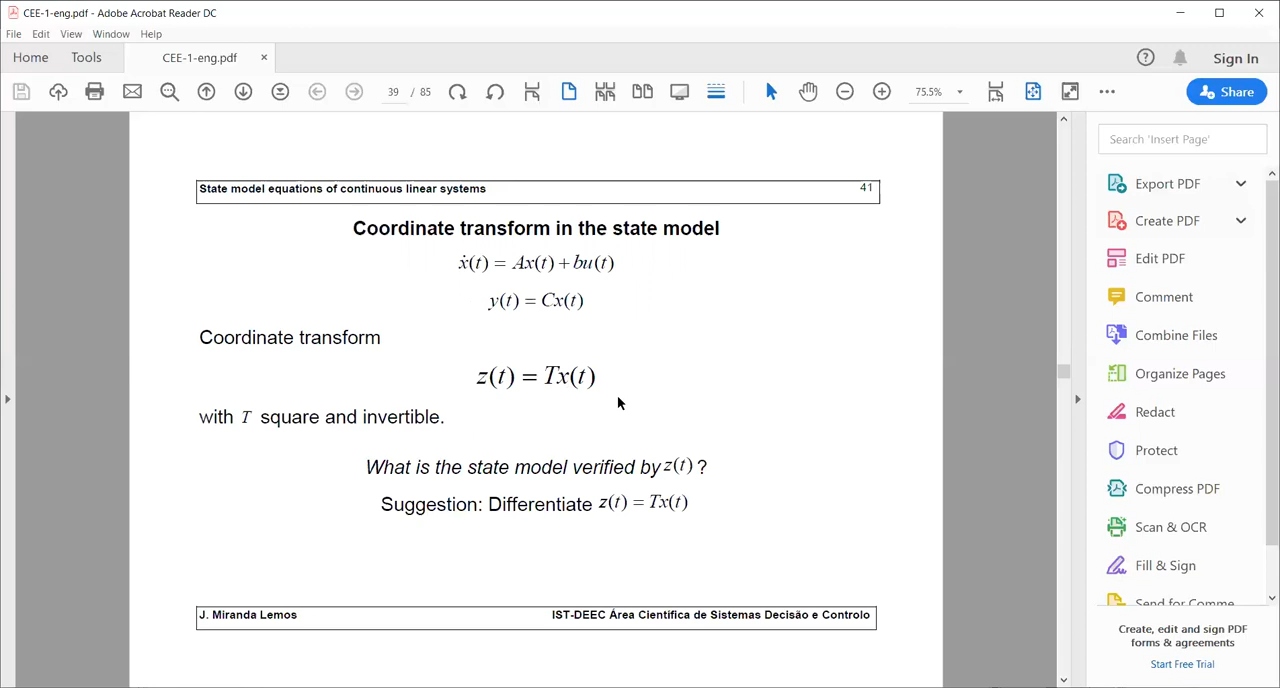 CEE-1-eng.pdf - Adobe Acrobat Reader DC
File Edit View Window Help
Home Tools CEE-1-eng.pdf × Sign In
39 / 85 75.5% Share
Search 'Insert Page'
Export PDF
Create PDF
Edit PDF
Comment
Combine Files
Organize Pages
Redact
Protect
Compress PDF
Scan & OCR
Fill & Sign
Send for Comme
Create, edit and sign PDF
forms & agreements
Start Free Trial
State model equations of continuous linear systems 41
Coordinate transform in the state model
ẋ(t) = Ax(t) + bu(t)
y(t) = Cx(t)
Coordinate transform
z(t) = Tx(t)
with T square and invertible.
What is the state model verified by z(t) ?
Suggestion: Differentiate z(t) = Tx(t)
J. Miranda Lemos IST-DEEC Área Científica de Sistemas Decisão e Controlo